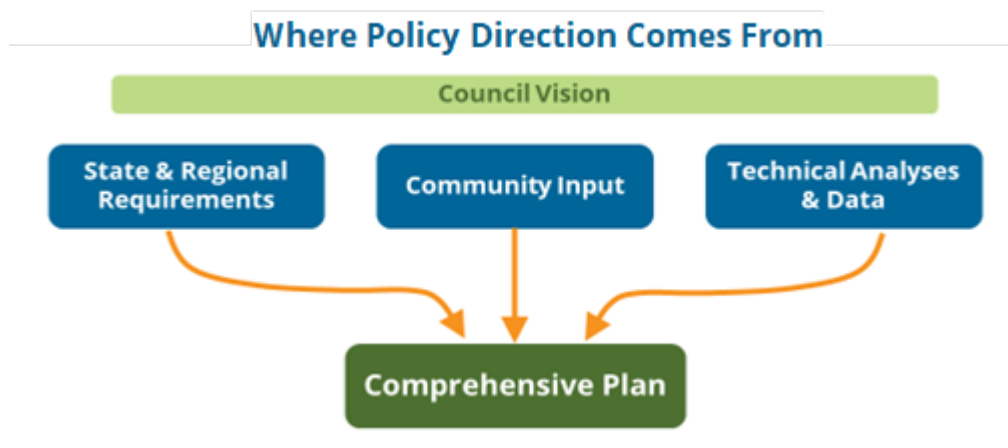 Where Policy Direction Comes From
Council Vision
State & Regional
Requirements
Community Input
Technical Analyses
& Data
Comprehensive Plan